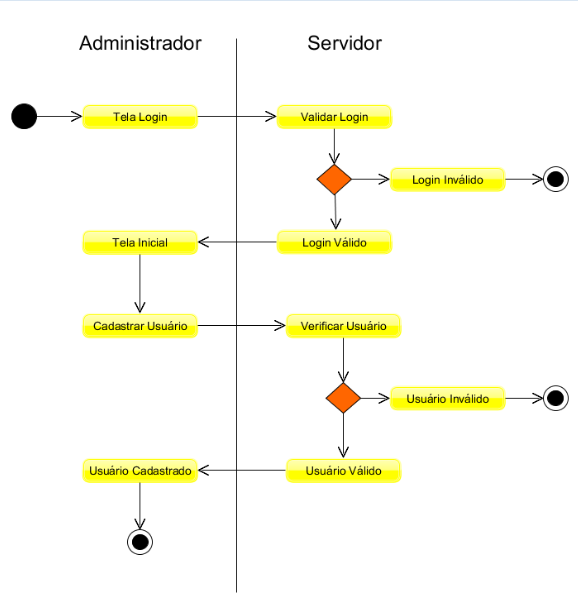 Administrador
Servidor
Tela Login
Validar Login
Login Inválido
Tela Inicial
Login Válido
Cadastrar Usuário
Verificar Usuário
Usuário Inválido
Usuário Cadastrado
Usuário Válido